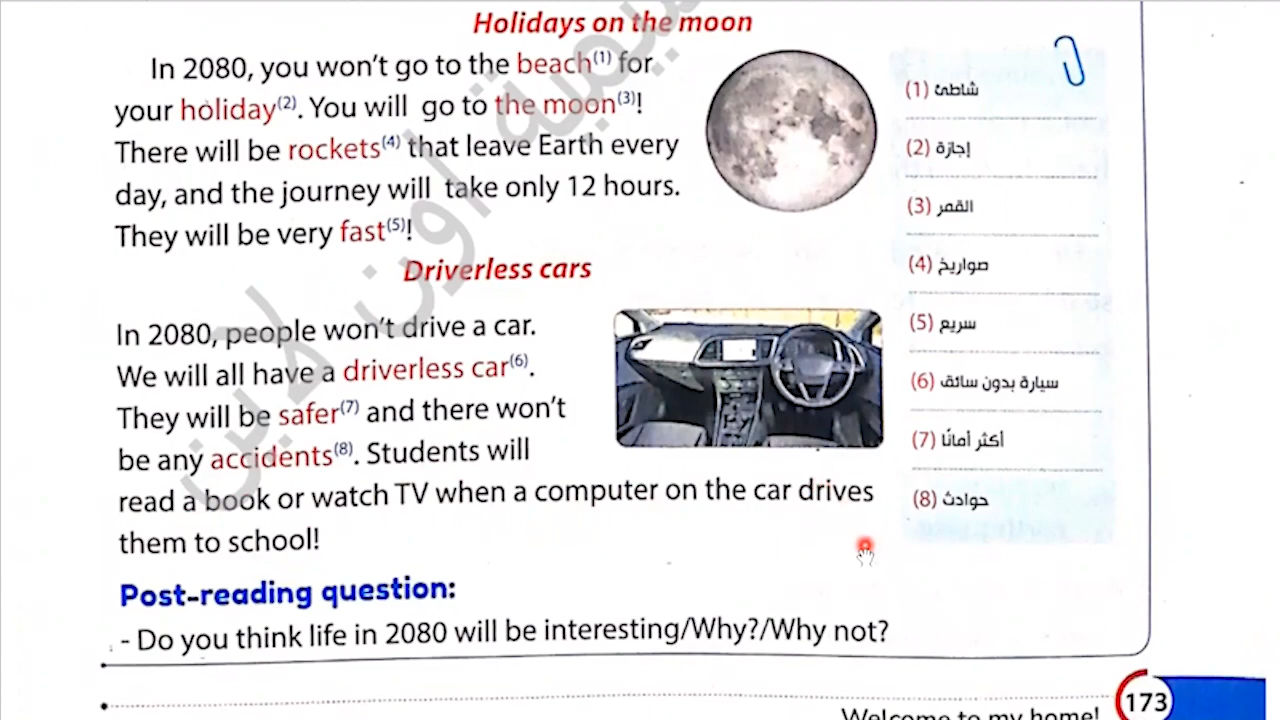 Holidays on the moon
In 2080, you won't go to the beach(1) for
your holiday(2). You will go to the moon(3)!
There will be rockets(4) that leave Earth every
day, and the journey will take only 12 hours.
They will be very fast(5)!
Driverless cars
In 2080, people won't drive a car.
We will all have a driverless car(6).
They will be safer(7) and there won't
be any accidents(8). Students will
read a book or watch TV when a computer on the car drives
them to school!
(1) شاطئ
(2) إجازة
(3) القمر
(4) صواريخ
(5) سريع
(6) سيارة بدون سائق
(7) أكثر أمانًا
(8) حوادث
Post-reading question:
- Do you think life in 2080 will be interesting/Why?/Why not?
Welcome to my home!
173
اون لاين